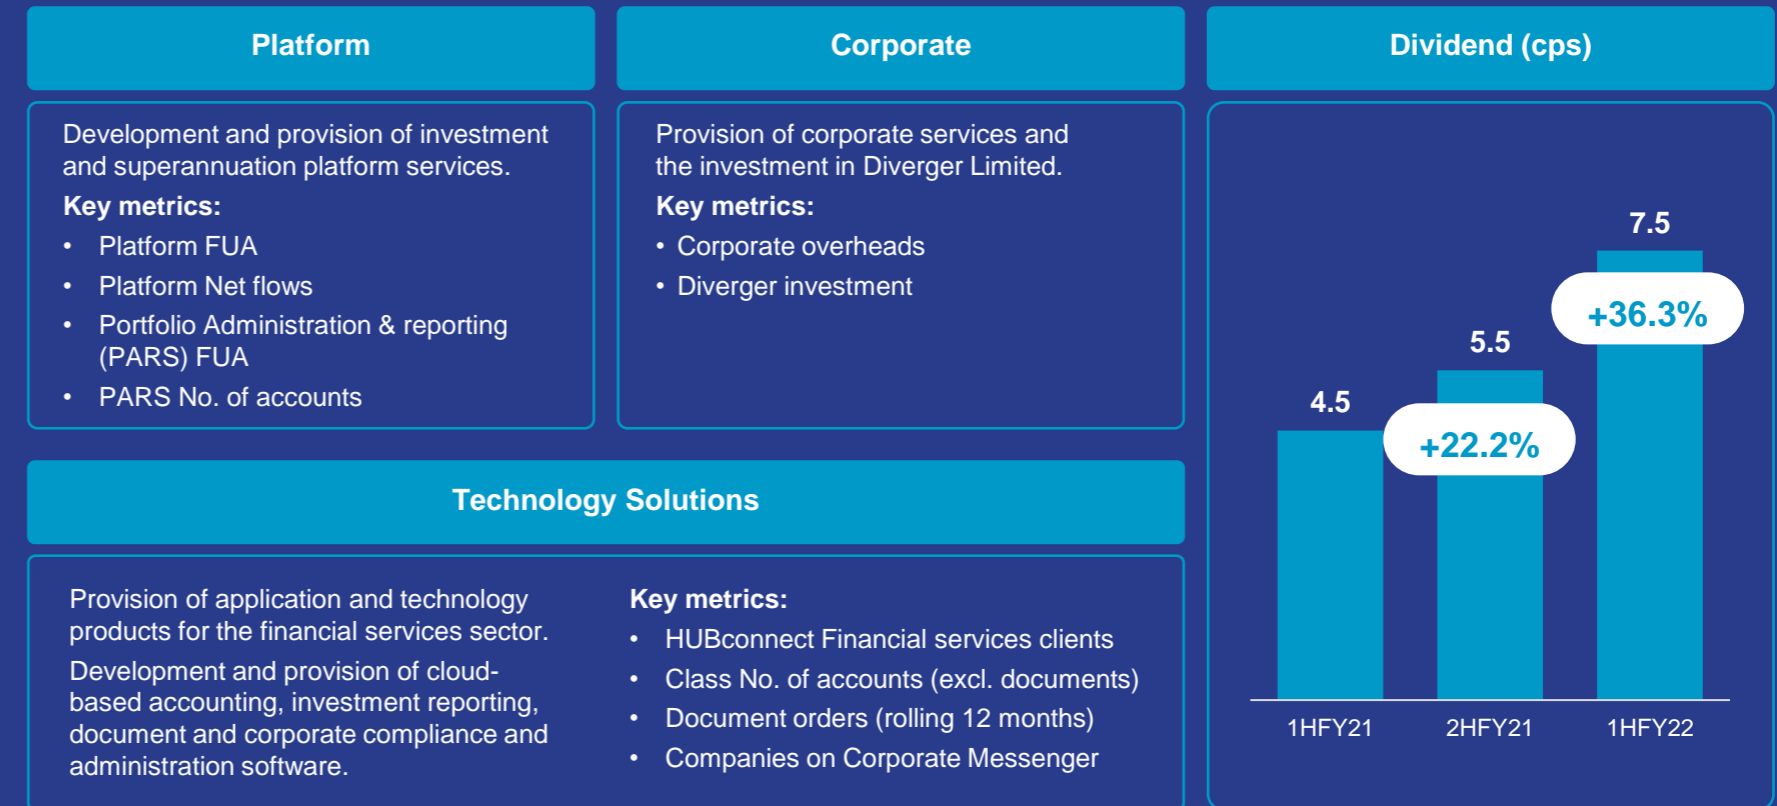 Platform
Development and provision of investment
and superannuation platform services.
Key metrics:
• Platform FUA
• Platform Net flows
• Portfolio Administration & reporting
(PARS) FUA
• PARS No. of accounts
Corporate
Provision of corporate services and
the investment in Diverger Limited.
Key metrics:
• Corporate overheads
• Diverger investment
Technology Solutions
Provision of application and technology
products for the financial services sector.
Development and provision of cloud-
based accounting, investment reporting,
document and corporate compliance and
administration software.
Key metrics:
• HUBconnect Financial services clients
• Class No. of accounts (excl. documents)
• Document orders (rolling 12 months)
• Companies on Corporate Messenger
Dividend (cps)
7.5
+36.3%
5.5
4.5
+22.2%
1HFY21 2HFY21 1HFY22